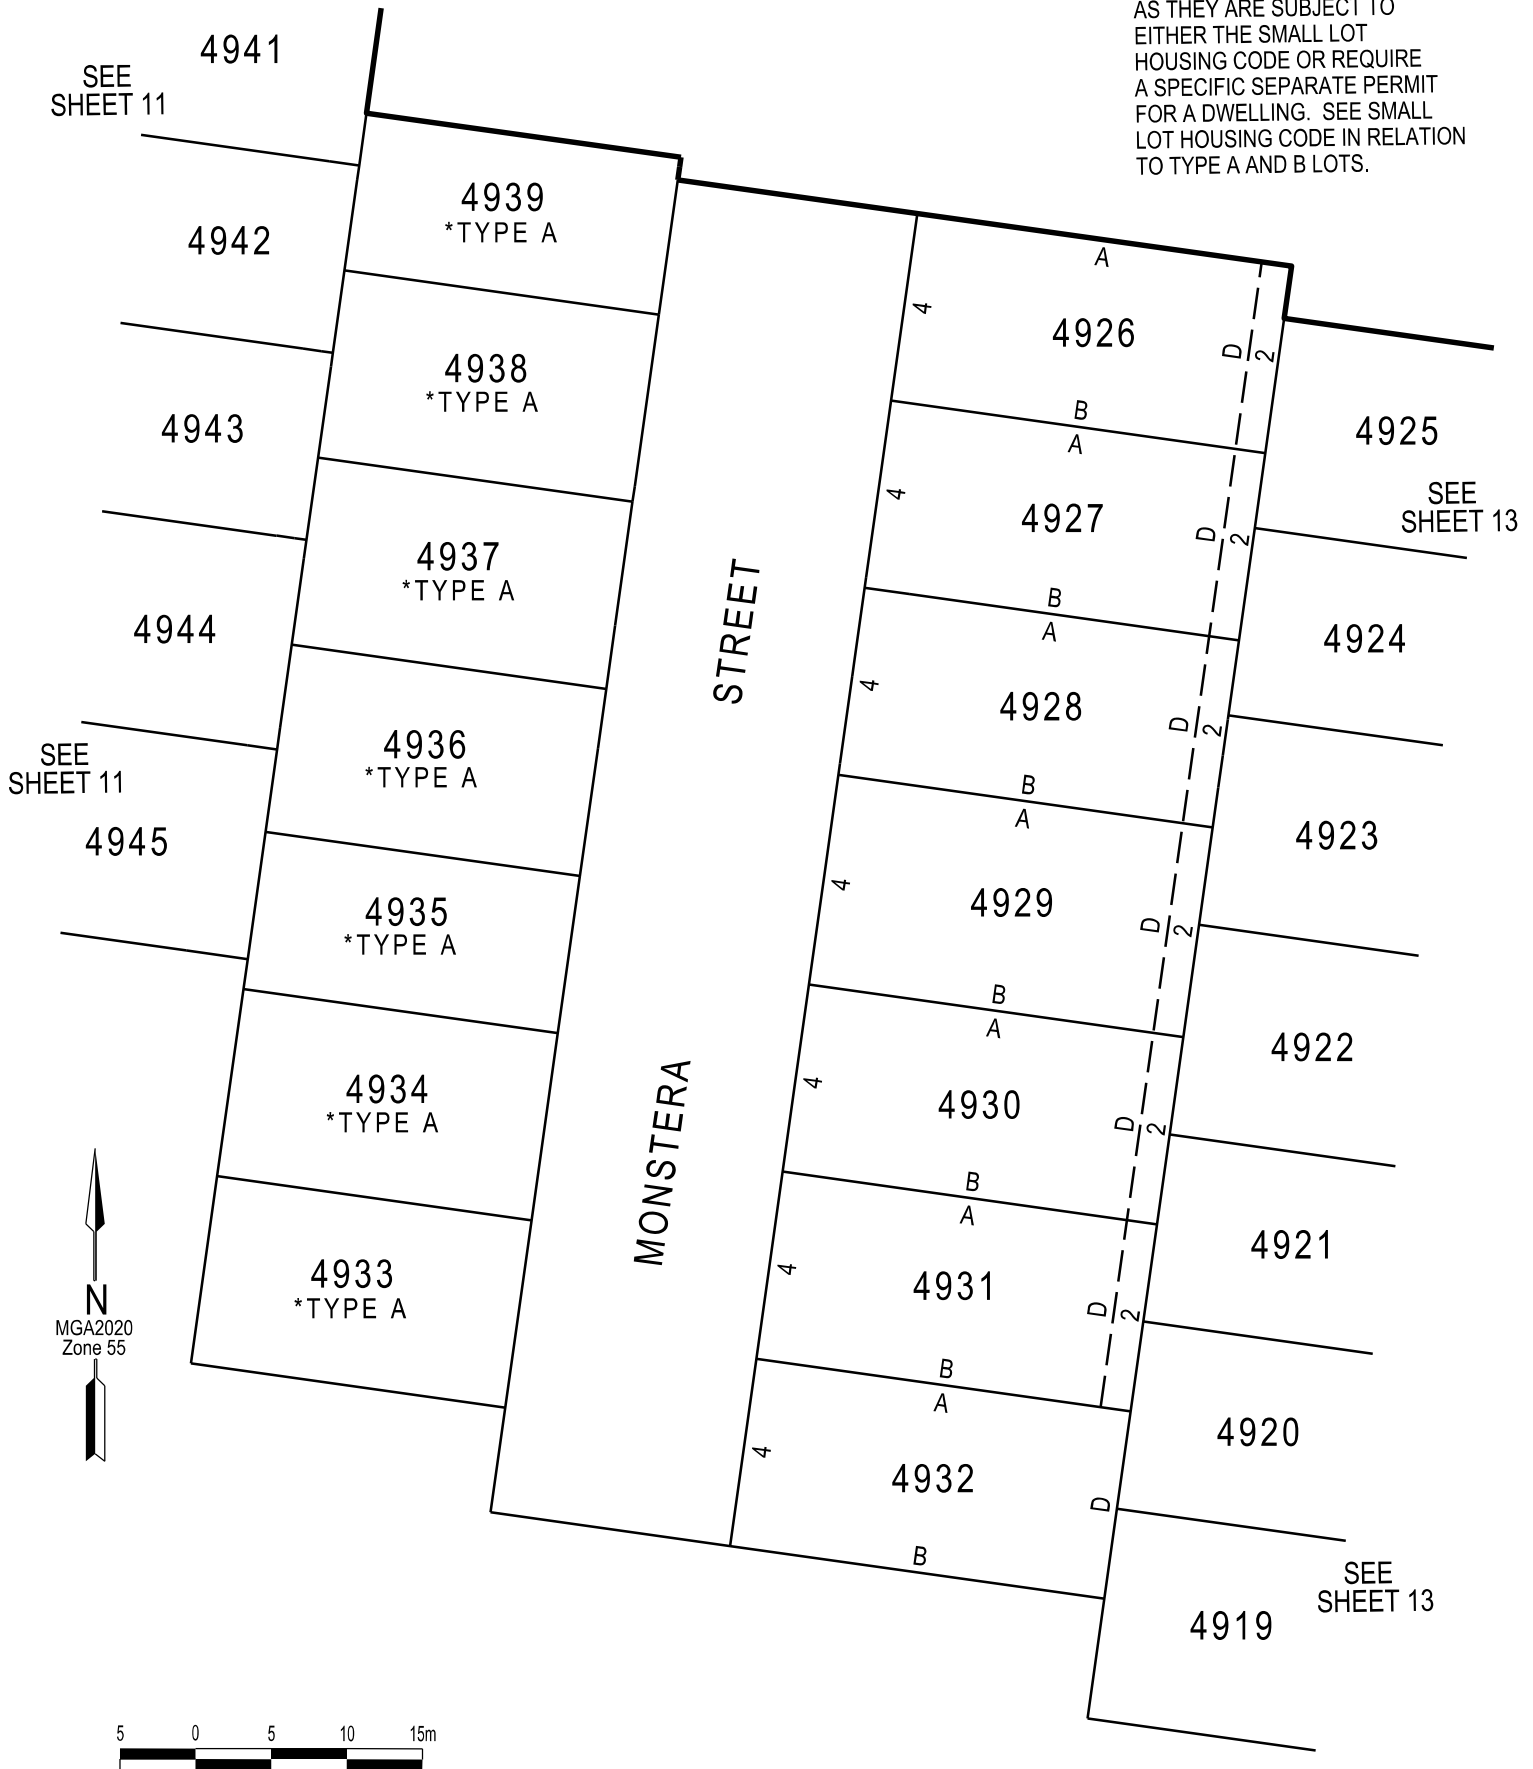 AS THEY ARE SUBJECT TO
EITHER THE SMALL LOT
HOUSING CODE OR REQUIRE
A SPECIFIC SEPARATE PERMIT
FOR A DWELLING. SEE SMALL
LOT HOUSING CODE IN RELATION
TO TYPE A AND B LOTS.
4941
SEE
SHEET 11
4939
*TYPE A
4942
A
4
4926
D
2
4938
*TYPE A
B
A
4943
4925
SEE
SHEET 13
4
4927
D
2
4937
*TYPE A
STREET
B
A
4944
4924
4
4928
D
2
4936
*TYPE A
SEE
SHEET 11
B
A
4945
4923
4
4929
D
2
4935
*TYPE A
B
A
4922
4
4930
D
2
4934
*TYPE A
MONSTERA
B
A
4921
4
4931
D
2
4933
*TYPE A
N
MGA2020
Zone 55
B
A
4920
4
4932
D
B
SEE
SHEET 13
4919
5 0 5 10 15m